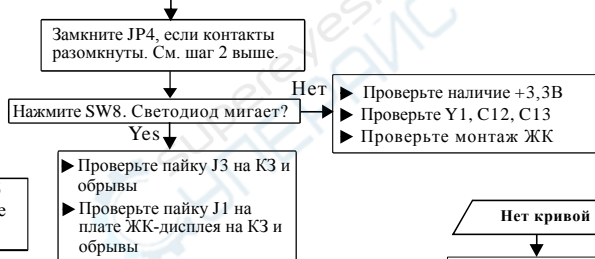 Замкните JP4, если контакты
разомкнуты. См. шаг 2 выше.
Нажмите SW8. Светодиод мигает?
Нет
▶ Проверьте наличие +3,3В
▶ Проверьте Y1, C12, C13
▶ Проверьте монтаж ЖК
Yes
▶ Проверьте пайку J3 на КЗ и
обрывы
▶ Проверьте пайку J1 на
плате ЖК-дисплея на КЗ и
обрывы
е
Нет кривой